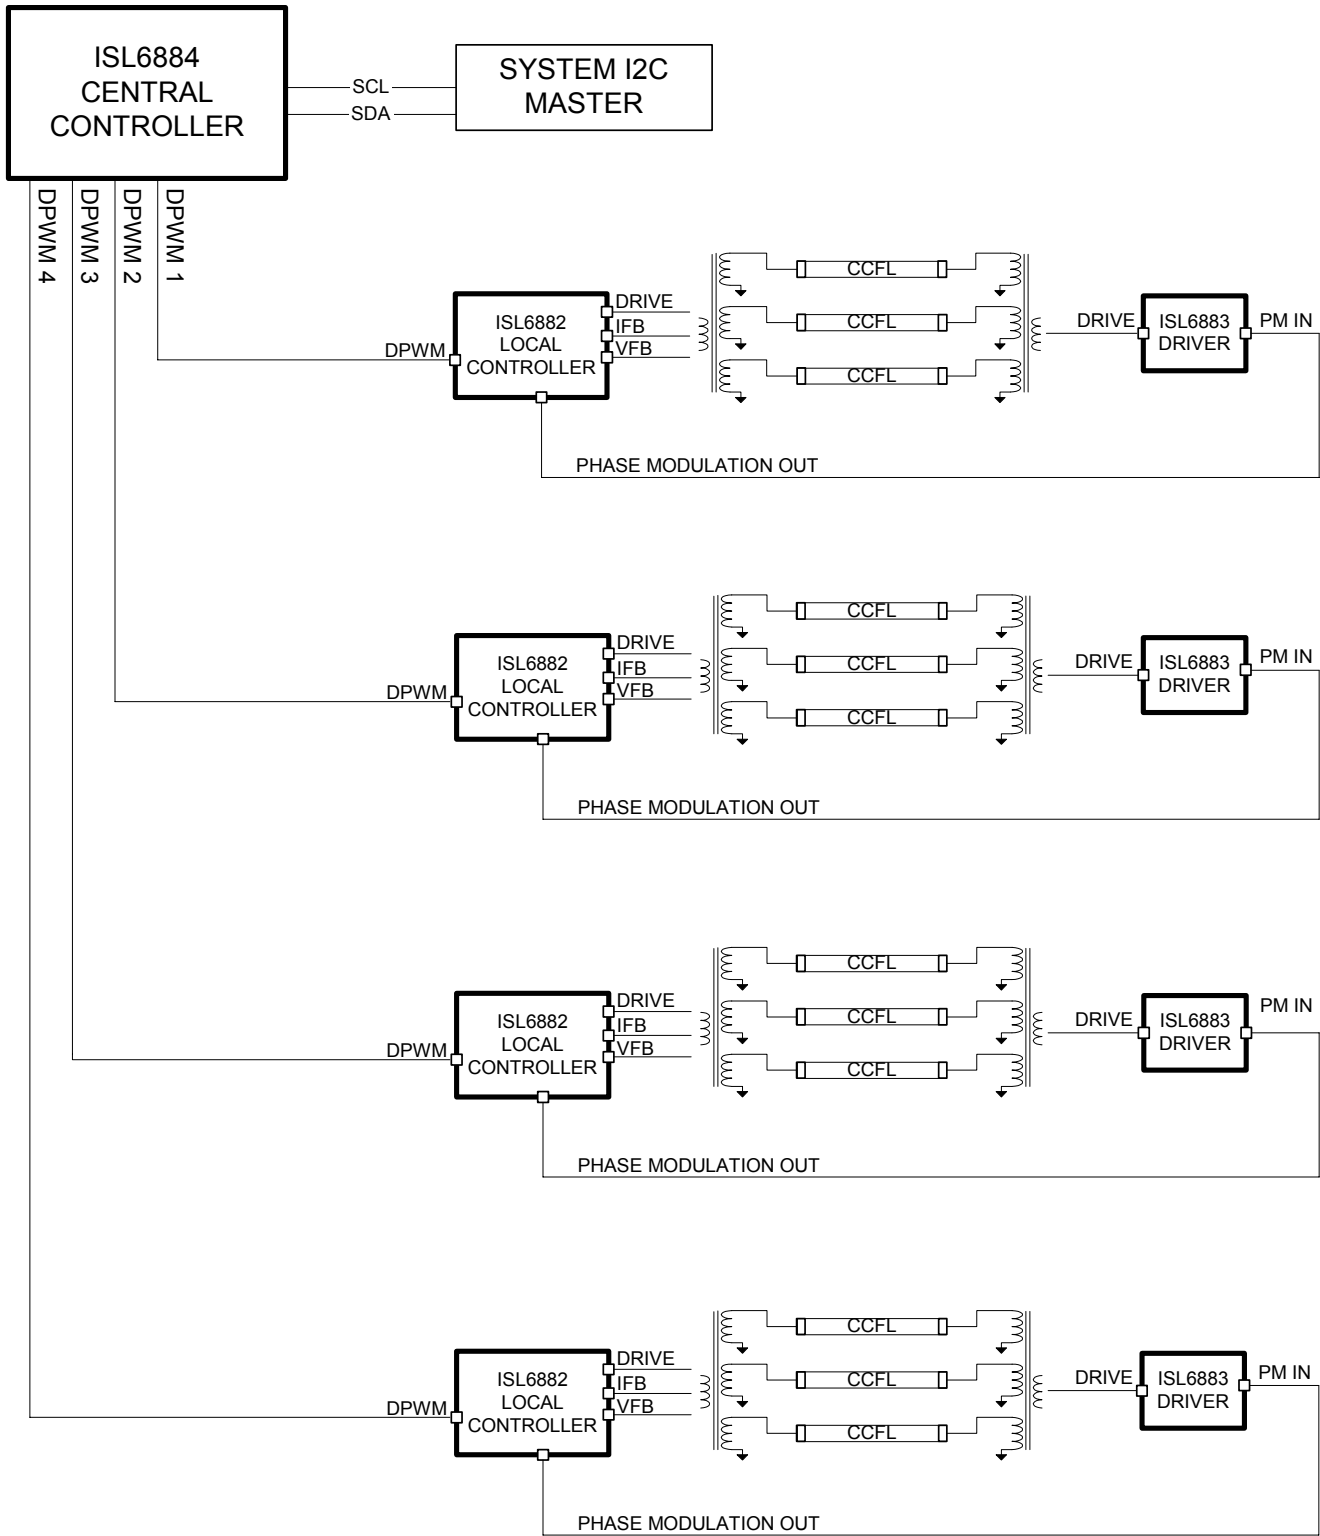 ISL6884
CENTRAL
CONTROLLER
SCL
SDA
SYSTEM I2C
MASTER
DPWM 4
DPWM 3
DPWM 2
DPWM 1
DPWM
ISL6882
LOCAL
CONTROLLER
DRIVE
IFB
VFB
CCFL
CCFL
CCFL
DRIVE
ISL6883
DRIVER
PM IN
PHASE MODULATION OUT
DPWM
ISL6882
LOCAL
CONTROLLER
DRIVE
IFB
VFB
CCFL
CCFL
CCFL
DRIVE
ISL6883
DRIVER
PM IN
PHASE MODULATION OUT
DPWM
ISL6882
LOCAL
CONTROLLER
DRIVE
IFB
VFB
CCFL
CCFL
CCFL
DRIVE
ISL6883
DRIVER
PM IN
PHASE MODULATION OUT
DPWM
ISL6882
LOCAL
CONTROLLER
DRIVE
IFB
VFB
CCFL
CCFL
CCFL
DRIVE
ISL6883
DRIVER
PM IN
PHASE MODULATION OUT